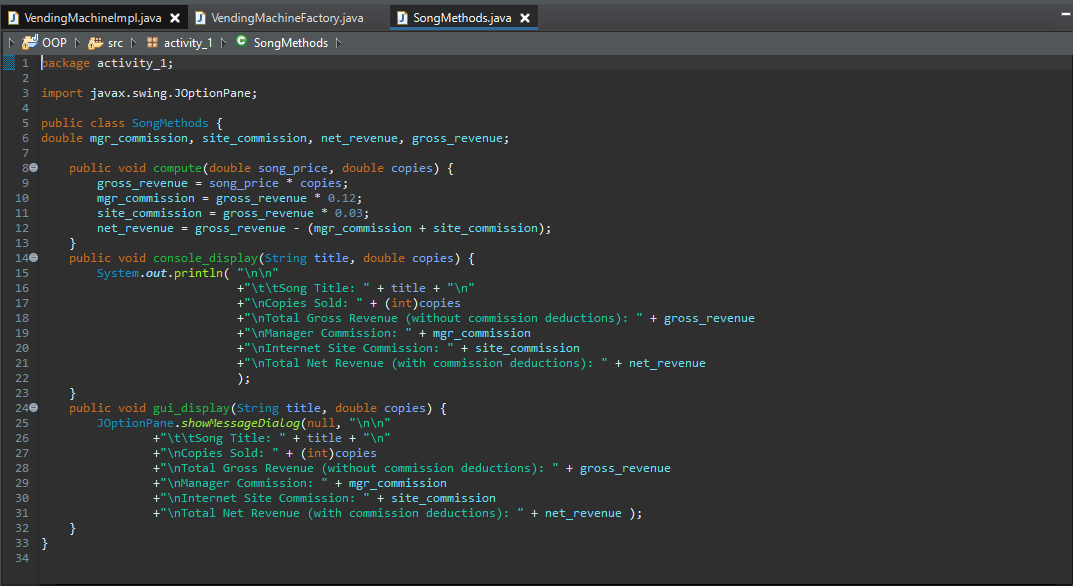 VendingMachineImpl.java VendingMachineFactory.java SongMethods.java
OOP src activity_1 SongMethods
1 package activity_1;
2
3 import javax.swing.JOptionPane;
4
5 public class SongMethods {
6 double mgr_commission, site_commission, net_revenue, gross_revenue;
7
8 public void compute(double song_price, double copies) {
9 gross_revenue = song_price * copies;
10 mgr_commission = gross_revenue * 0.12;
11 site_commission = gross_revenue * 0.03;
12 net_revenue = gross_revenue - (mgr_commission + site_commission);
13 }
14 public void console_display(String title, double copies) {
15 System.out.println( "\n\n"
16 +"\t\tSong Title: " + title + "\n"
17 +"\nCopies Sold: " + (int)copies
18 +"\nTotal Gross Revenue (without commission deductions): " + gross_revenue
19 +"\nManager Commission: " + mgr_commission
20 +"\nInternet Site Commission: " + site_commission
21 +"\nTotal Net Revenue (with commission deductions): " + net_revenue
22 );
23 }
24 public void gui_display(String title, double copies) {
25 JOptionPane.showMessageDialog(null, "\n\n"
26 +"\t\tSong Title: " + title + "\n"
27 +"\nCopies Sold: " + (int)copies
28 +"\nTotal Gross Revenue (without commission deductions): " + gross_revenue
29 +"\nManager Commission: " + mgr_commission
30 +"\nInternet Site Commission: " + site_commission
31 +"\nTotal Net Revenue (with commission deductions): " + net_revenue );
32 }
33 }
34